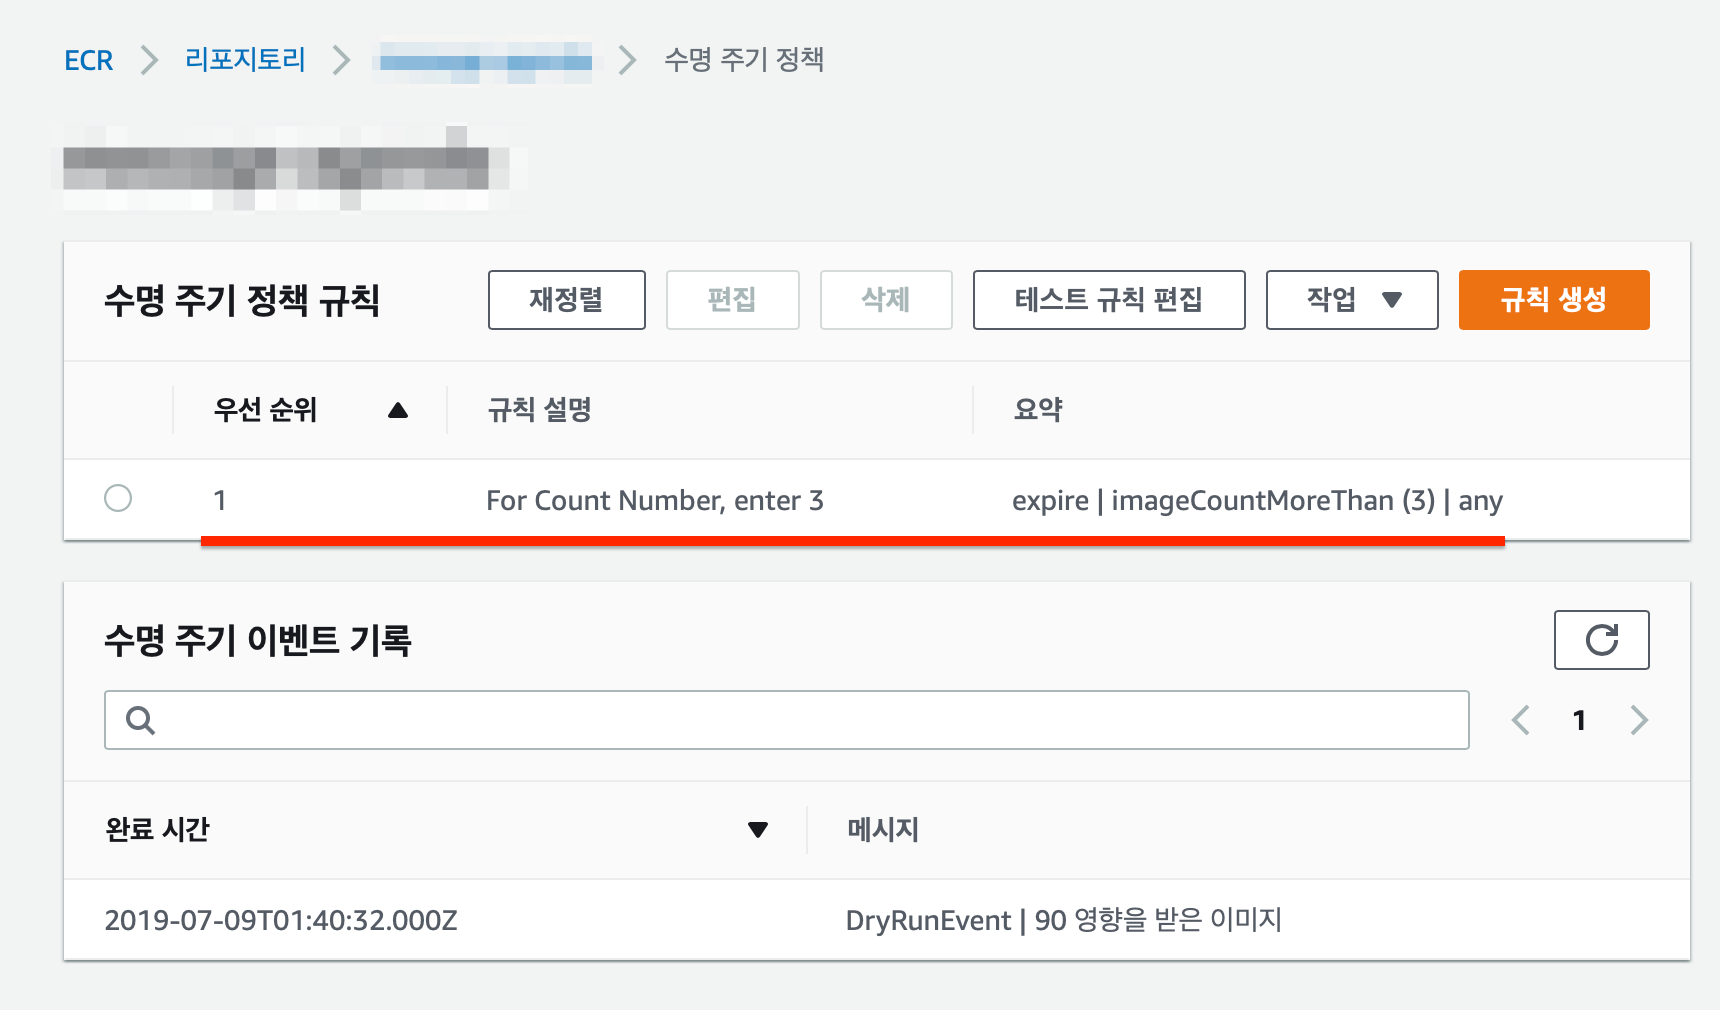 ECR 리포지토리 수명 주기 정책
수명 주기 정책 규칙 재정렬 편집 삭제 테스트 규칙 편집 작업 규칙 생성
우선 순위 규칙 설명 요약
1 For Count Number, enter 3 expire | imageCountMoreThan (3) | any
수명 주기 이벤트 기록
1
완료 시간 메시지
2019-07-09T01:40:32.000Z DryRunEvent | 90 영향을 받은 이미지